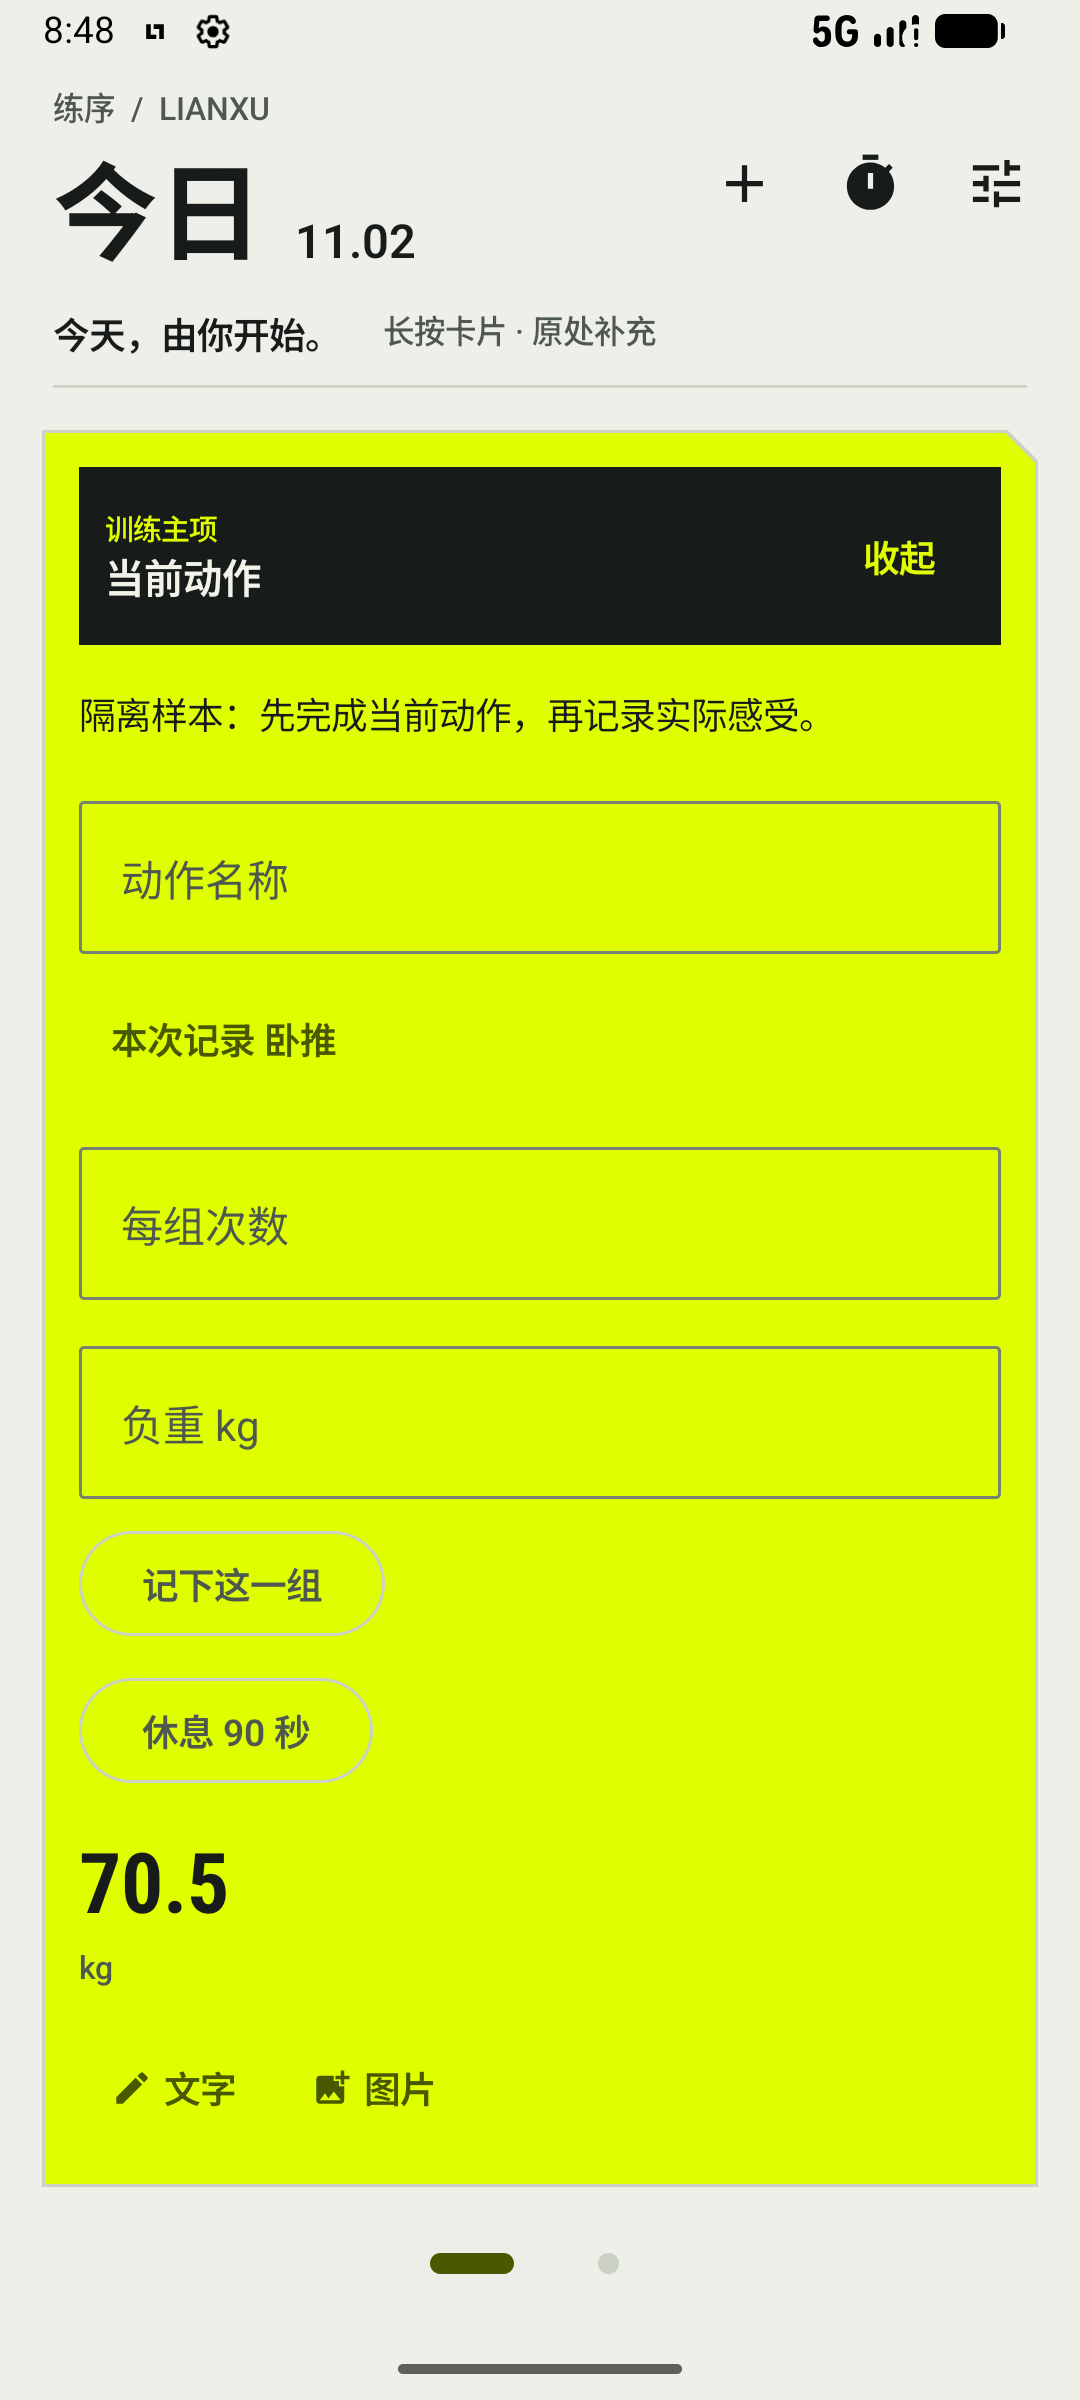 8:48
5G
练序 / LIANXU
今日 11.02
今天，由你开始。 长按卡片 · 原处补充
训练主项
当前动作
收起
隔离样本：先完成当前动作，再记录实际感受。
动作名称
本次记录 卧推
每组次数
负重 kg
记下这一组
休息 90 秒
70.5
kg
文字 图片